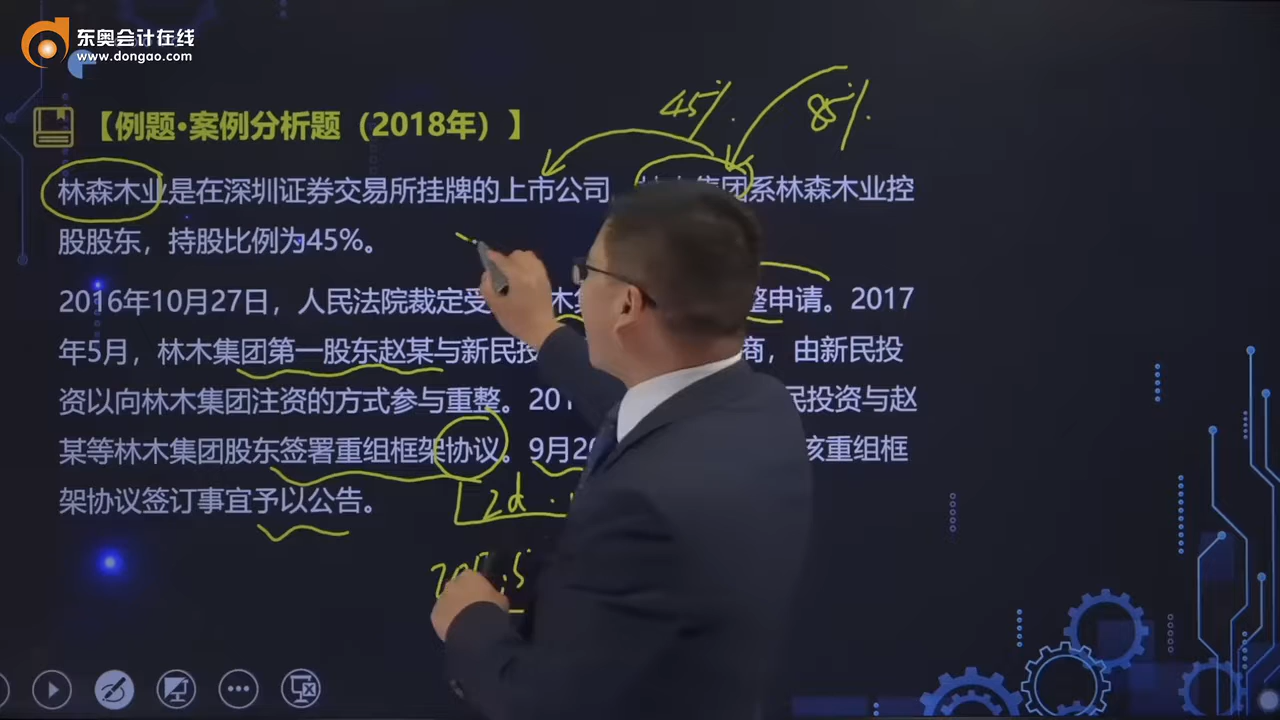 东奥会计在线
www.dongao.com
【例题·案例分析题(2018年)】
45%.
85%.
林森木业是在深圳证券交易所挂牌的上市公司 集团系林森木业控
股股东,持股比例为45%。
2016年10月27日,人民法院裁定受 整申请。2017
年5月,林木集团第一股东赵某与新民投 商,由新民投
资以向林木集团注资的方式参与重整。 民投资与赵
某等林木集团股东签署重组框架协议。9月 重组框
架协议签订事宜予以公告。
2d